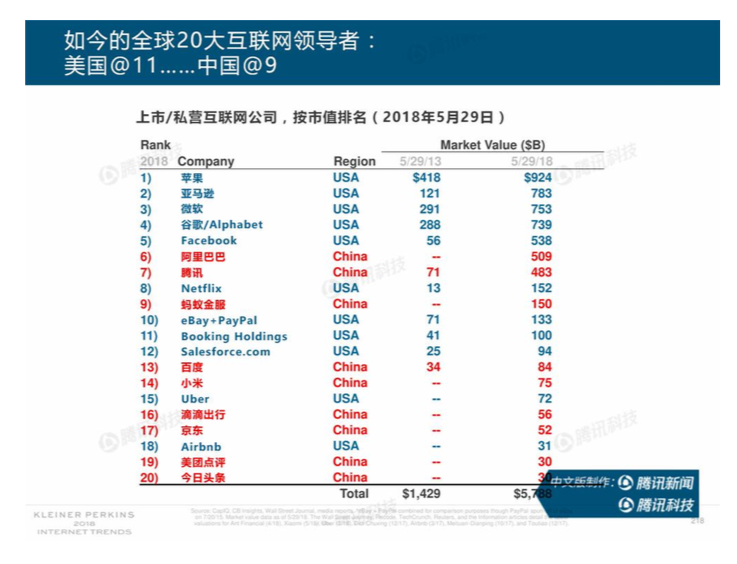 如今的全球20大互联网领导者：
美国@11……中国@9
上市/私营互联网公司，按市值排名（2018年5月29日）
Rank Market Value ($B)
2018 Company Region 5/29/13 5/29/18
1) 苹果 USA $418 $924
2) 亚马逊 USA 121 783
3) 微软 USA 291 753
4) 谷歌/Alphabet USA 288 739
5) Facebook USA 56 538
6) 阿里巴巴 China -- 509
7) 腾讯 China 71 483
8) Netflix USA 13 152
9) 蚂蚁金服 China -- 150
10) eBay+PayPal USA 71 133
11) Booking Holdings USA 41 100
12) Salesforce.com USA 25 94
13) 百度 China 34 84
14) 小米 China -- 75
15) Uber USA -- 72
16) 滴滴出行 China -- 56
17) 京东 China -- 52
18) Airbnb USA -- 31
19) 美团点评 China -- 30
20) 今日头条 China -- 30
Total $1,429 $5,788
中文版制作：腾讯新闻
腾讯科技
KLEINER PERKINS
2018
INTERNET TRENDS
218
腾讯科技